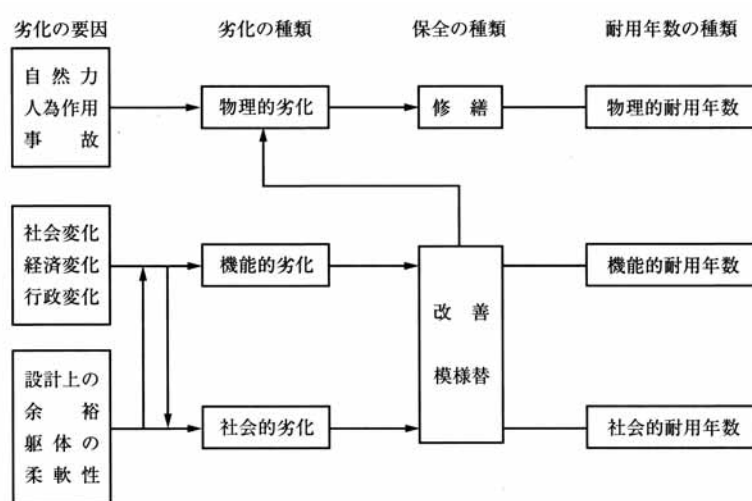 劣化の要因
劣化の種類
保全の種類
耐用年数の種類
自然力
人為作用
事故
物理的劣化
修繕
物理的耐用年数
社会変化
経済変化
行政変化
機能的劣化
改善
模様替
機能的耐用年数
設計上の
余裕
躯体の
柔軟性
社会的劣化
社会的耐用年数